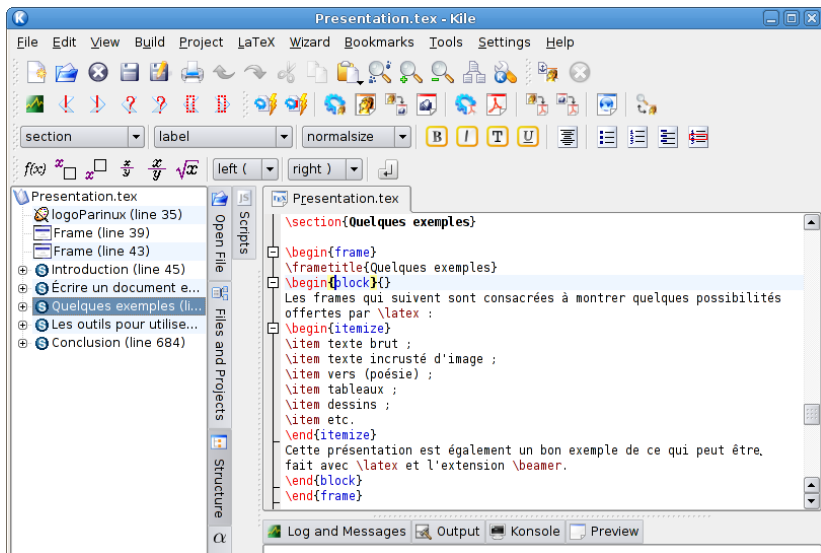 Presentation.tex - Kile
File Edit View Build Project LaTeX Wizard Bookmarks Tools Settings Help
section label normalsize B I T U
f(x) left ( right )
Presentation.tex
logoParinux (line 35)
Frame (line 39)
Frame (line 43)
Introduction (line 45)
Écrire un document e...
Quelques exemples (li...
Les outils pour utilise...
Conclusion (line 684)
Open File
Files and Projects
Structure
α
JS Scripts
Presentation.tex
\section{Quelques exemples}
\begin{frame}
\frametitle{Quelques exemples}
\begin{block}{}
Les frames qui suivent sont consacrées à montrer quelques possibilités
offertes par \latex :
\begin{itemize}
\item texte brut ;
\item texte incrusté d'image ;
\item vers (poésie) ;
\item tableaux ;
\item dessins ;
\item etc.
\end{itemize}
Cette présentation est également un bon exemple de ce qui peut être
fait avec \latex et l'extension \beamer.
\end{block}
\end{frame}
Log and Messages Output Konsole Preview